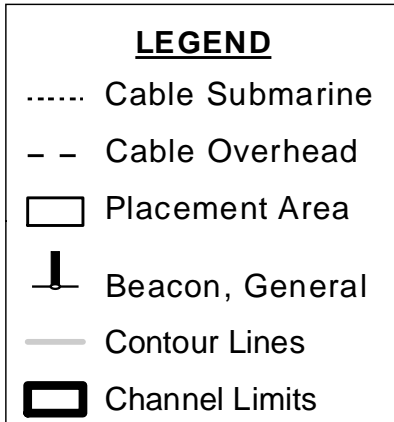 LEGEND
Cable Submarine
Cable Overhead
Placement Area
Beacon, General
Contour Lines
Channel Limits